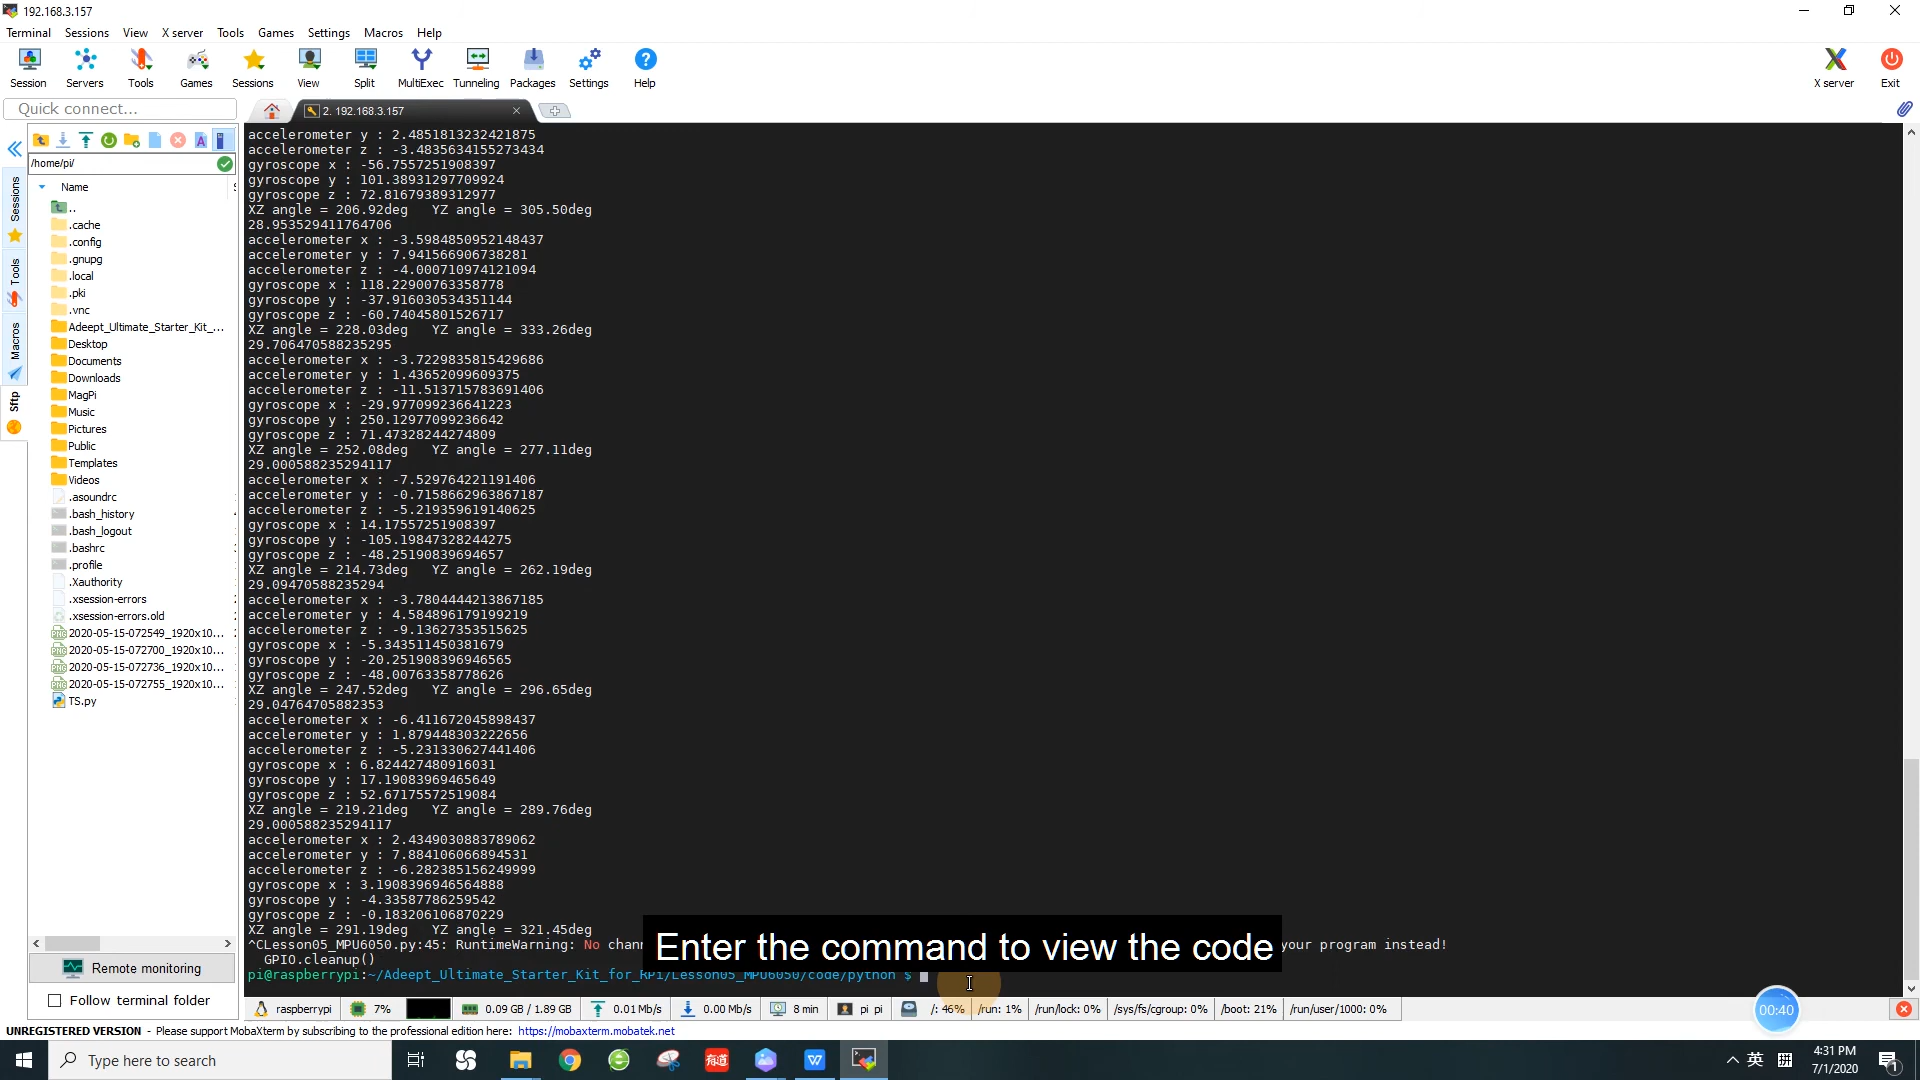 192.168.3.157
Terminal Sessions View X server Tools Games Settings Macros Help
Session Servers Tools Games Sessions View Split MultiExec Tunneling Packages Settings Help X server Exit
Quick connect...
2. 192.168.3.157
/home/pi/
Name
..
.cache
.config
.gnupg
.local
.pki
.vnc
Adeept_Ultimate_Starter_Kit_...
Desktop
Documents
Downloads
MagPi
Music
Pictures
Public
Templates
Videos
.asoundrc
.bash_history
.bash_logout
.bashrc
.profile
.Xauthority
.xsession-errors
.xsession-errors.old
2020-05-15-072549_1920x10...
2020-05-15-072700_1920x10...
2020-05-15-072736_1920x10...
2020-05-15-072755_1920x10...
TS.py
Sessions
Tools
Macros
Sftp
Remote monitoring
Follow terminal folder
accelerometer y : 2.4851813232421875
accelerometer z : -3.4835634155273434
gyroscope x : -56.7557251908397
gyroscope y : 101.38931297709924
gyroscope z : 72.81679389312977
XZ angle = 206.92deg YZ angle = 305.50deg
28.953529411764706
accelerometer x : -3.5984850952148437
accelerometer y : 7.941566906738281
accelerometer z : -4.000710974121094
gyroscope x : 118.22900763358778
gyroscope y : -37.916030534351144
gyroscope z : -60.74045801526717
XZ angle = 228.03deg YZ angle = 333.26deg
29.706470588235295
accelerometer x : -3.7229835815429686
accelerometer y : 1.43652099609375
accelerometer z : -11.513715783691406
gyroscope x : -29.977099236641223
gyroscope y : 250.12977099236642
gyroscope z : 71.47328244274809
XZ angle = 252.08deg YZ angle = 277.11deg
29.000588235294117
accelerometer x : -7.529764221191406
accelerometer y : -0.7158662963867187
accelerometer z : -5.219359619140625
gyroscope x : 14.17557251908397
gyroscope y : -105.19847328244275
gyroscope z : -48.25190839694657
XZ angle = 214.73deg YZ angle = 262.19deg
29.09470588235294
accelerometer x : -3.7804444213867185
accelerometer y : 4.584896179199219
accelerometer z : -9.13627353515625
gyroscope x : -5.343511450381679
gyroscope y : -20.251908396946565
gyroscope z : -48.00763358778626
XZ angle = 247.52deg YZ angle = 296.65deg
29.04764705882353
accelerometer x : -6.411672045898437
accelerometer y : 1.879448303222656
accelerometer z : -5.231330627441406
gyroscope x : 6.824427480916031
gyroscope y : 17.19083969465649
gyroscope z : 52.67175572519084
XZ angle = 219.21deg YZ angle = 289.76deg
29.000588235294117
accelerometer x : 2.4349030883789062
accelerometer y : 7.884106066894531
accelerometer z : -6.282385156249999
gyroscope x : 3.1908396946564888
gyroscope y : -4.33587786259542
gyroscope z : -0.183206106870229
XZ angle = 291.19deg YZ angle = 321.45deg
^CLesson05_MPU6050.py:45: RuntimeWarning: No chann your program instead!
GPIO.cleanup()
pi@raspberrypi:~/Adeept_Ultimate_Starter_Kit_for_RPi/Lesson05_MPU6050/code/python $
Enter the command to view the code
raspberrypi 7% 0.09 GB / 1.89 GB 0.01 Mb/s 0.00 Mb/s 8 min pi pi /: 46% /run: 1% /run/lock: 0% /sys/fs/cgroup: 0% /boot: 21% /run/user/1000: 0%
00:40
UNREGISTERED VERSION - Please support MobaXterm by subscribing to the professional edition here: https://mobaxterm.mobatek.net
Type here to search
有道
英
拼
4:31 PM
7/1/2020
1